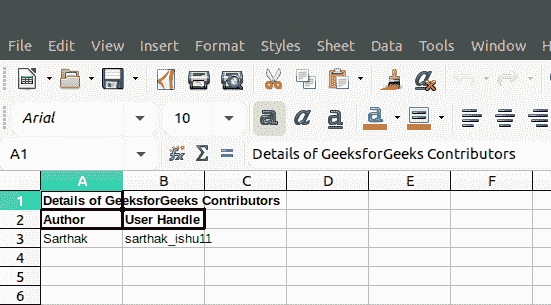 File Edit View Insert Format Styles Sheet Data Tools Window
Arial 10 a a a a
A1 fx Σ = Details of GeeksforGeeks Contributors
A B C D E F
1 Details of GeeksforGeeks Contributors
2 Author User Handle
3 Sarthak sarthak_ishu11
4
5
6